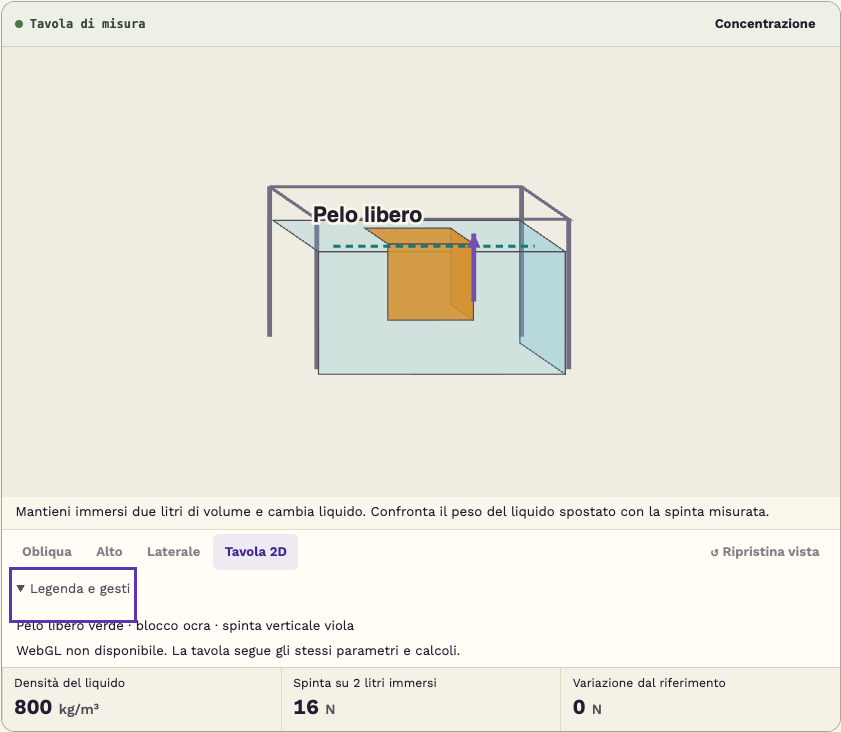 Tavola di misura
Concentrazione
Pelo libero
Mantieni immersi due litri di volume e cambia liquido. Confronta il peso del liquido spostato con la spinta misurata.
Obliqua Alto Laterale Tavola 2D ↺ Ripristina vista
▼ Legenda e gesti
Pelo libero verde · blocco ocra · spinta verticale viola
WebGL non disponibile. La tavola segue gli stessi parametri e calcoli.
Densità del liquido
800 kg/m³
Spinta su 2 litri immersi
16 N
Variazione dal riferimento
0 N